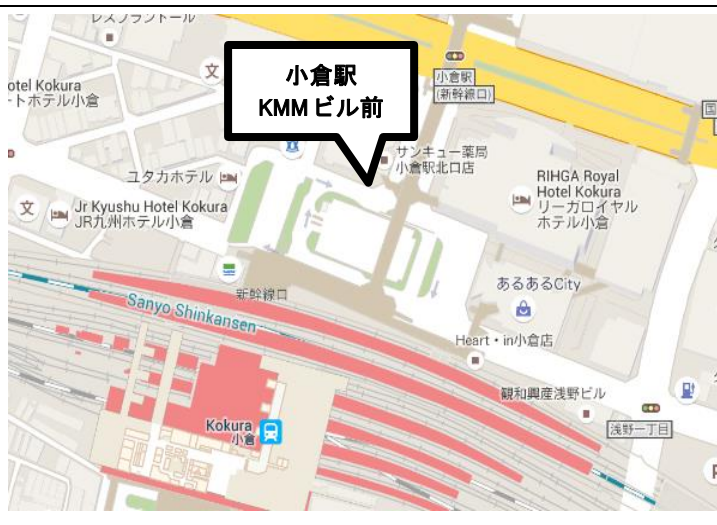 レスプラントール
小倉駅
KMMビル前
文
otel Kokura
ートホテル小倉
小倉駅
(新幹線口)
国
サンキュー薬局
小倉駅北口店
ユタカホテル
RIHGA Royal
Hotel Kokura
リーガロイヤル
ホテル小倉
文
Jr Kyushu Hotel Kokura
JR九州ホテル小倉
あるあるCity
新幹線口
Sanyo Shinkansen
Heart・in小倉店
観和興産浅野ビル
Kokura
小倉
浅野一丁目